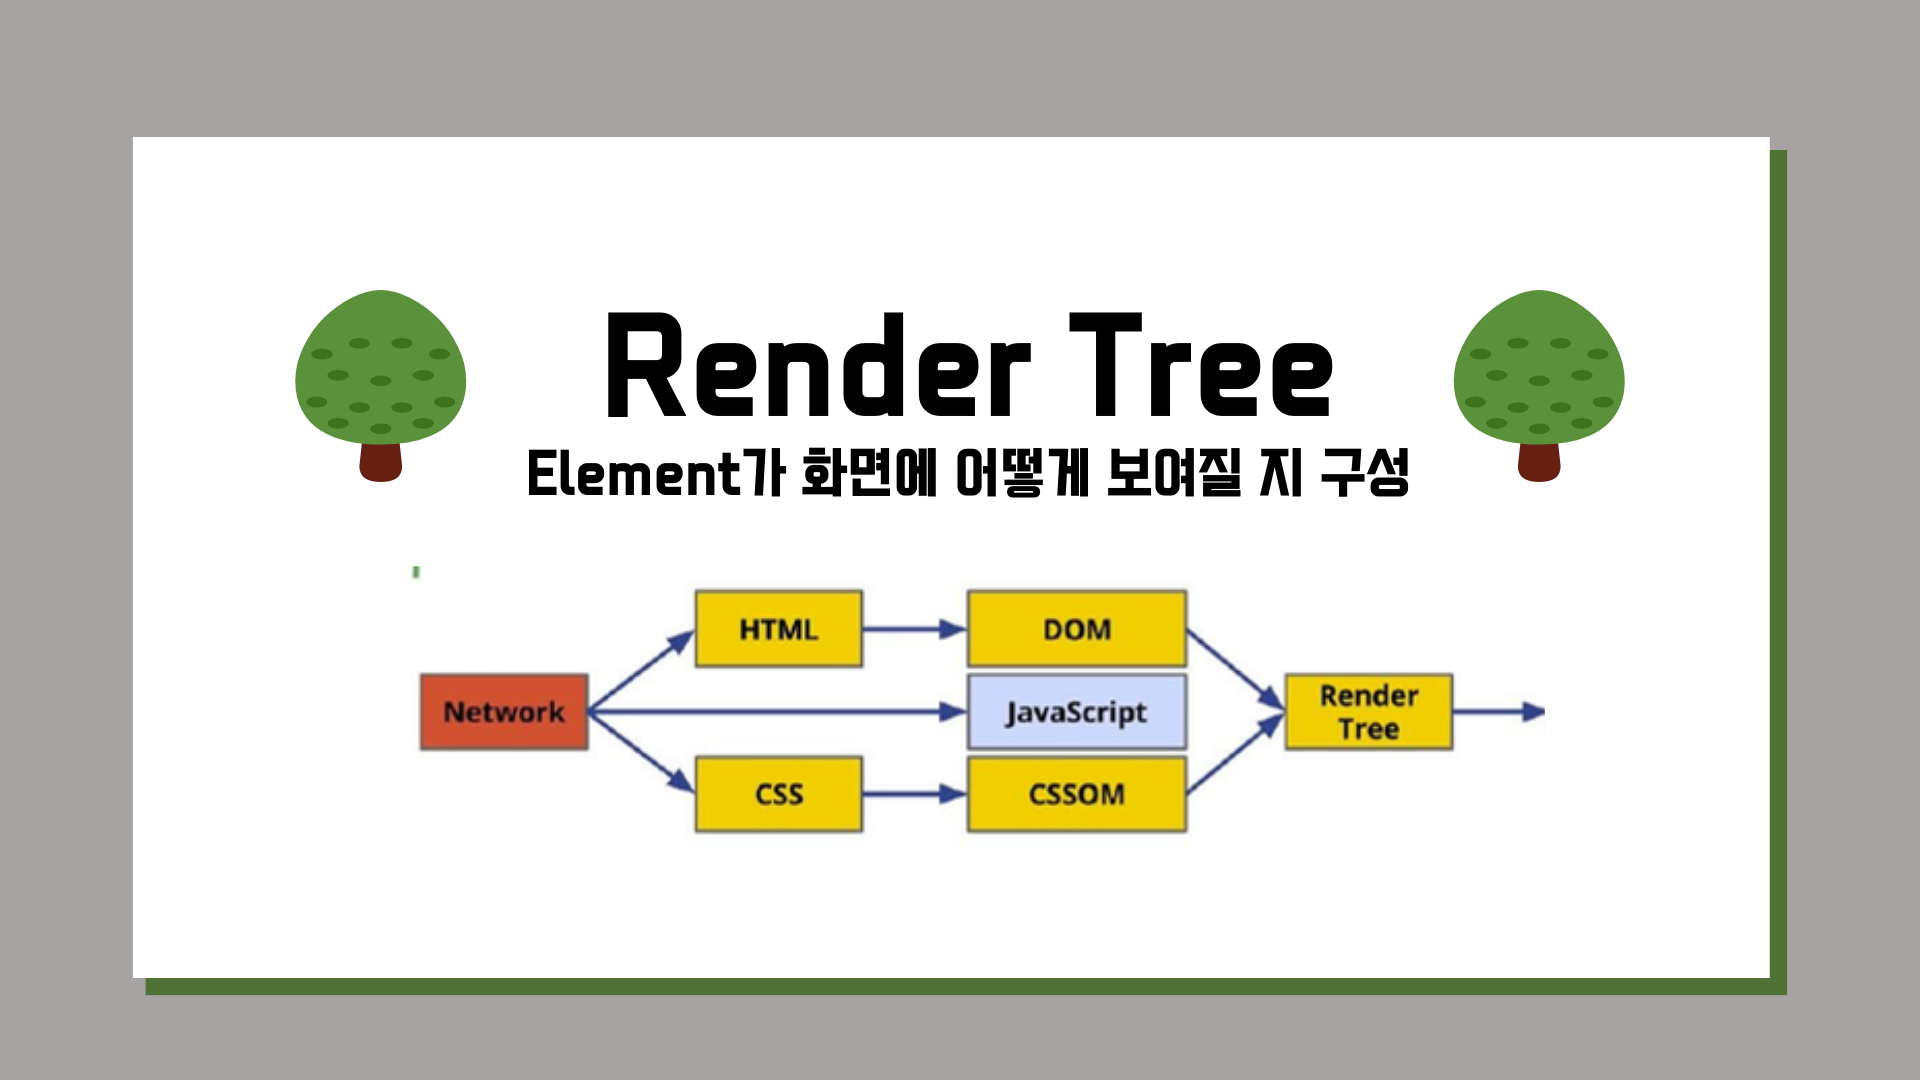 Render Tree
Element가 화면에 어떻게 보여질 지 구성
HTML
DOM
Network
JavaScript
Render
Tree
CSS
CSSOM